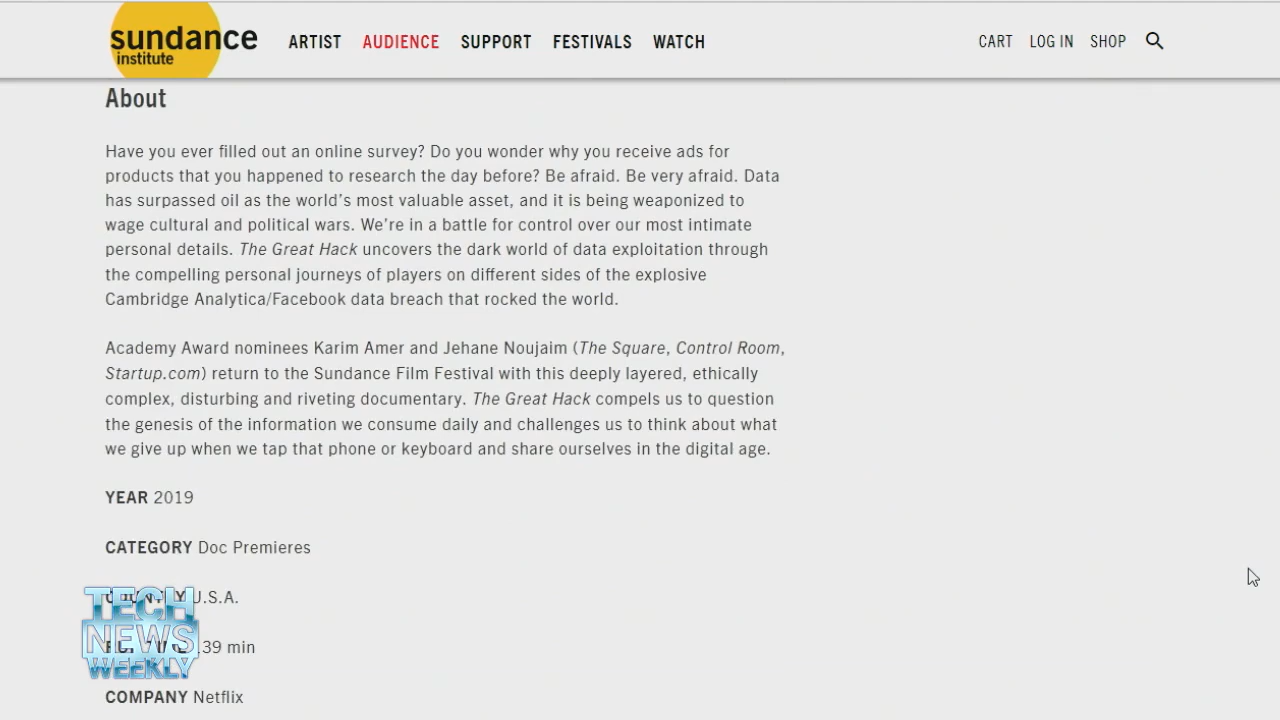 sundance
institute
ARTIST AUDIENCE SUPPORT FESTIVALS WATCH CART LOG IN SHOP
About
Have you ever filled out an online survey? Do you wonder why you receive ads for
products that you happened to research the day before? Be afraid. Be very afraid. Data
has surpassed oil as the world's most valuable asset, and it is being weaponized to
wage cultural and political wars. We're in a battle for control over our most intimate
personal details. The Great Hack uncovers the dark world of data exploitation through
the compelling personal journeys of players on different sides of the explosive
Cambridge Analytica/Facebook data breach that rocked the world.
Academy Award nominees Karim Amer and Jehane Noujaim (The Square, Control Room,
Startup.com) return to the Sundance Film Festival with this deeply layered, ethically
complex, disturbing and riveting documentary. The Great Hack compels us to question
the genesis of the information we consume daily and challenges us to think about what
we give up when we tap that phone or keyboard and share ourselves in the digital age.
YEAR 2019
CATEGORY Doc Premieres
U.S.A.
TECH
NEWS
WEEKLY
39 min
COMPANY Netflix